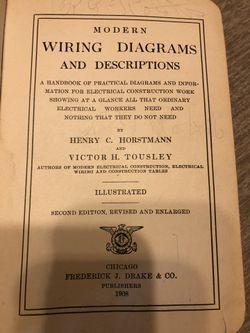 MODERN
WIRING DIAGRAMS
AND DESCRIPTIONS
A HANDBOOK OF PRACTICAL DIAGRAMS AND INFOR-
MATION FOR ELECTRICAL CONSTRUCTION WORK
SHOWING AT A GLANCE ALL THAT ORDINARY
ELECTRICAL WORKERS NEED AND
NOTHING THAT THEY DO NOT NEED
BY
HENRY C. HORSTMANN
AND
VICTOR H. TOUSLEY
AUTHORS OF MODERN ELECTRICAL CONSTRUCTION, ELECTRICAL
WIRING AND CONSTRUCTION TABLES
ILLUSTRATED
SECOND EDITION, REVISED AND ENLARGED
CHICAGO
FREDERICK J. DRAKE & CO.
PUBLISHERS
1908